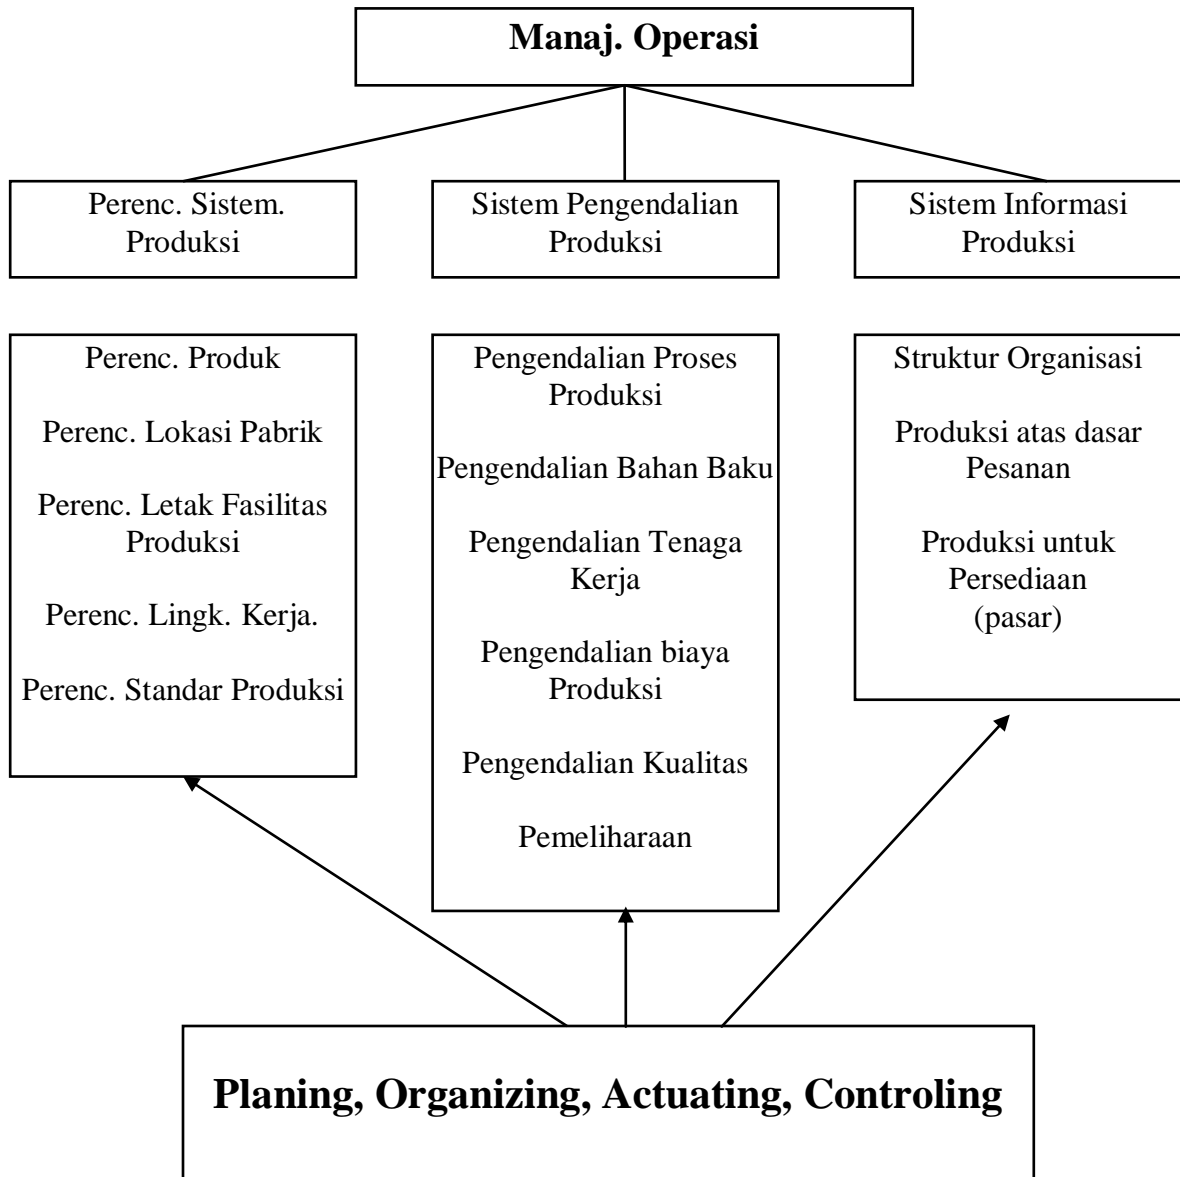 Manaj. Operasi
Perenc. Sistem.
Produksi
Sistem Pengendalian
Produksi
Sistem Informasi
Produksi
Perenc. Produk
Perenc. Lokasi Pabrik
Perenc. Letak Fasilitas
Produksi
Perenc. Lingk. Kerja.
Perenc. Standar Produksi
Pengendalian Proses
Produksi
Pengendalian Bahan Baku
Pengendalian Tenaga
Kerja
Pengendalian biaya
Produksi
Pengendalian Kualitas
Pemeliharaan
Struktur Organisasi
Produksi atas dasar
Pesanan
Produksi untuk
Persediaan
(pasar)
Planing, Organizing, Actuating, Controling